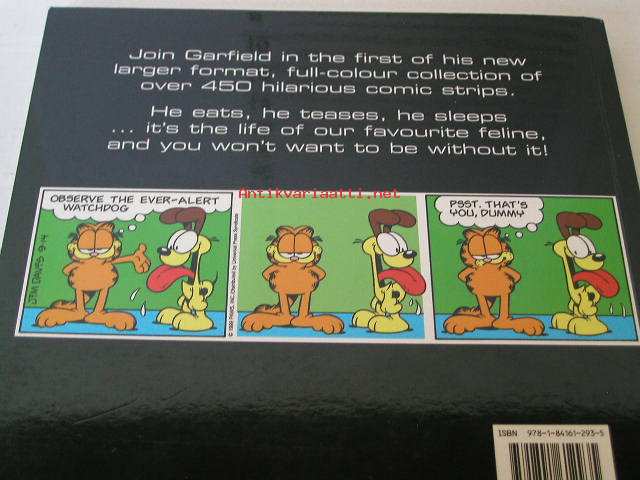 Join Garfield in the first of his new
larger format, full-colour collection of
over 450 hilarious comic strips.
He eats, he teases, he sleeps
... it's the life of our favourite feline,
and you won't want to be without it!
Antikvariaatti.net
OBSERVE THE EVER-ALERT
WATCHDOG
JIM DAVIS 9-14
PSST. THAT'S
YOU, DUMMY
ISBN 978-1-84161-293-5